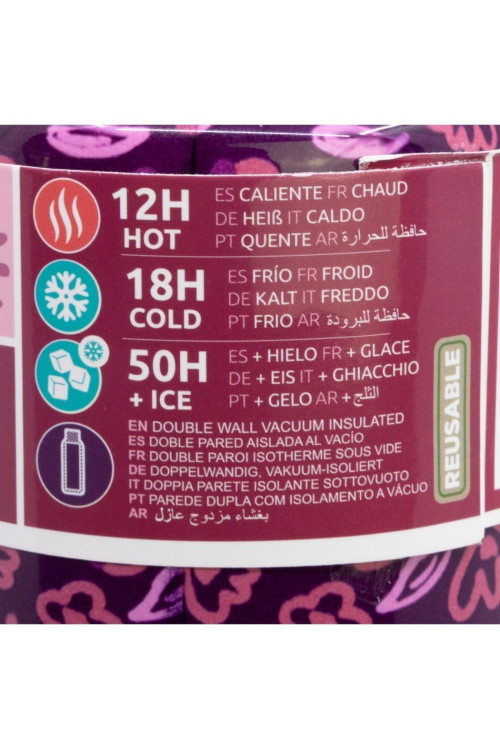 12H
HOT
ES CALIENTE FR CHAUD
DE HEIß IT CALDO
PT QUENTE AR حافظة للحرارة
18H
COLD
ES FRÍO FR FROID
DE KALT IT FREDDO
PT FRIO AR حافظة للبرودة
50H
+ ICE
ES + HIELO FR + GLACE
DE + EIS IT + GHIACCHIO
PT + GELO AR + الثلج
EN DOUBLE WALL VACUUM INSULATED
ES DOBLE PARED AISLADA AL VACÍO
FR DOUBLE PAROI ISOTHERME SOUS VIDE
DE DOPPELWANDIG, VAKUUM-ISOLIERT
IT DOPPIA PARETE ISOLANTE SOTTOVUOTO
PT PAREDE DUPLA COM ISOLAMENTO A VÁCUO
AR بغشاء مزدوج عازل
REUSABLE